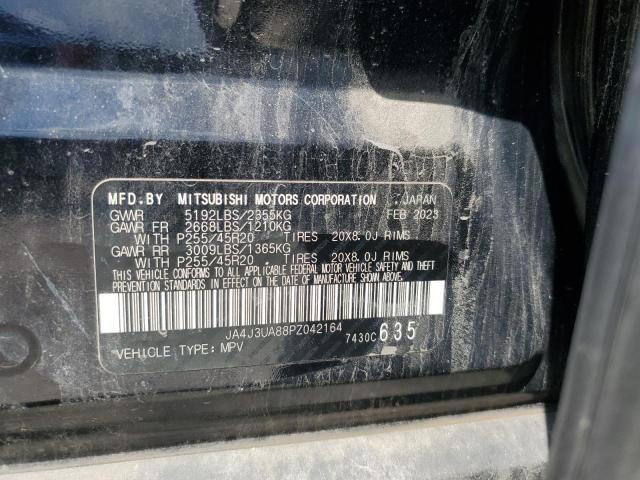 MFD.BY MITSUBISHI MOTORS CORPORATION JAPAN
GVWR 5192LBS/2355KG FEB 2023
GAWR FR 2668LBS/1210KG
WITH P255/45R20 TIRES 20X8.0J RIMS
GAWR RR 3009LBS/1365KG
WITH P255/45R20 TIRES 20X8.0J RIMS
THIS VEHICLE CONFORMS TO ALL APPLICABLE FEDERAL MOTOR VEHICLE SAFETY, BUMPER AND THEFT
PREVENTION STANDARDS IN EFFECT ON THE DATE OF MANUFACTURE SHOWN ABOVE.
JA4J3UA88PZ042164 7430C 635
VEHICLE TYPE: MPV